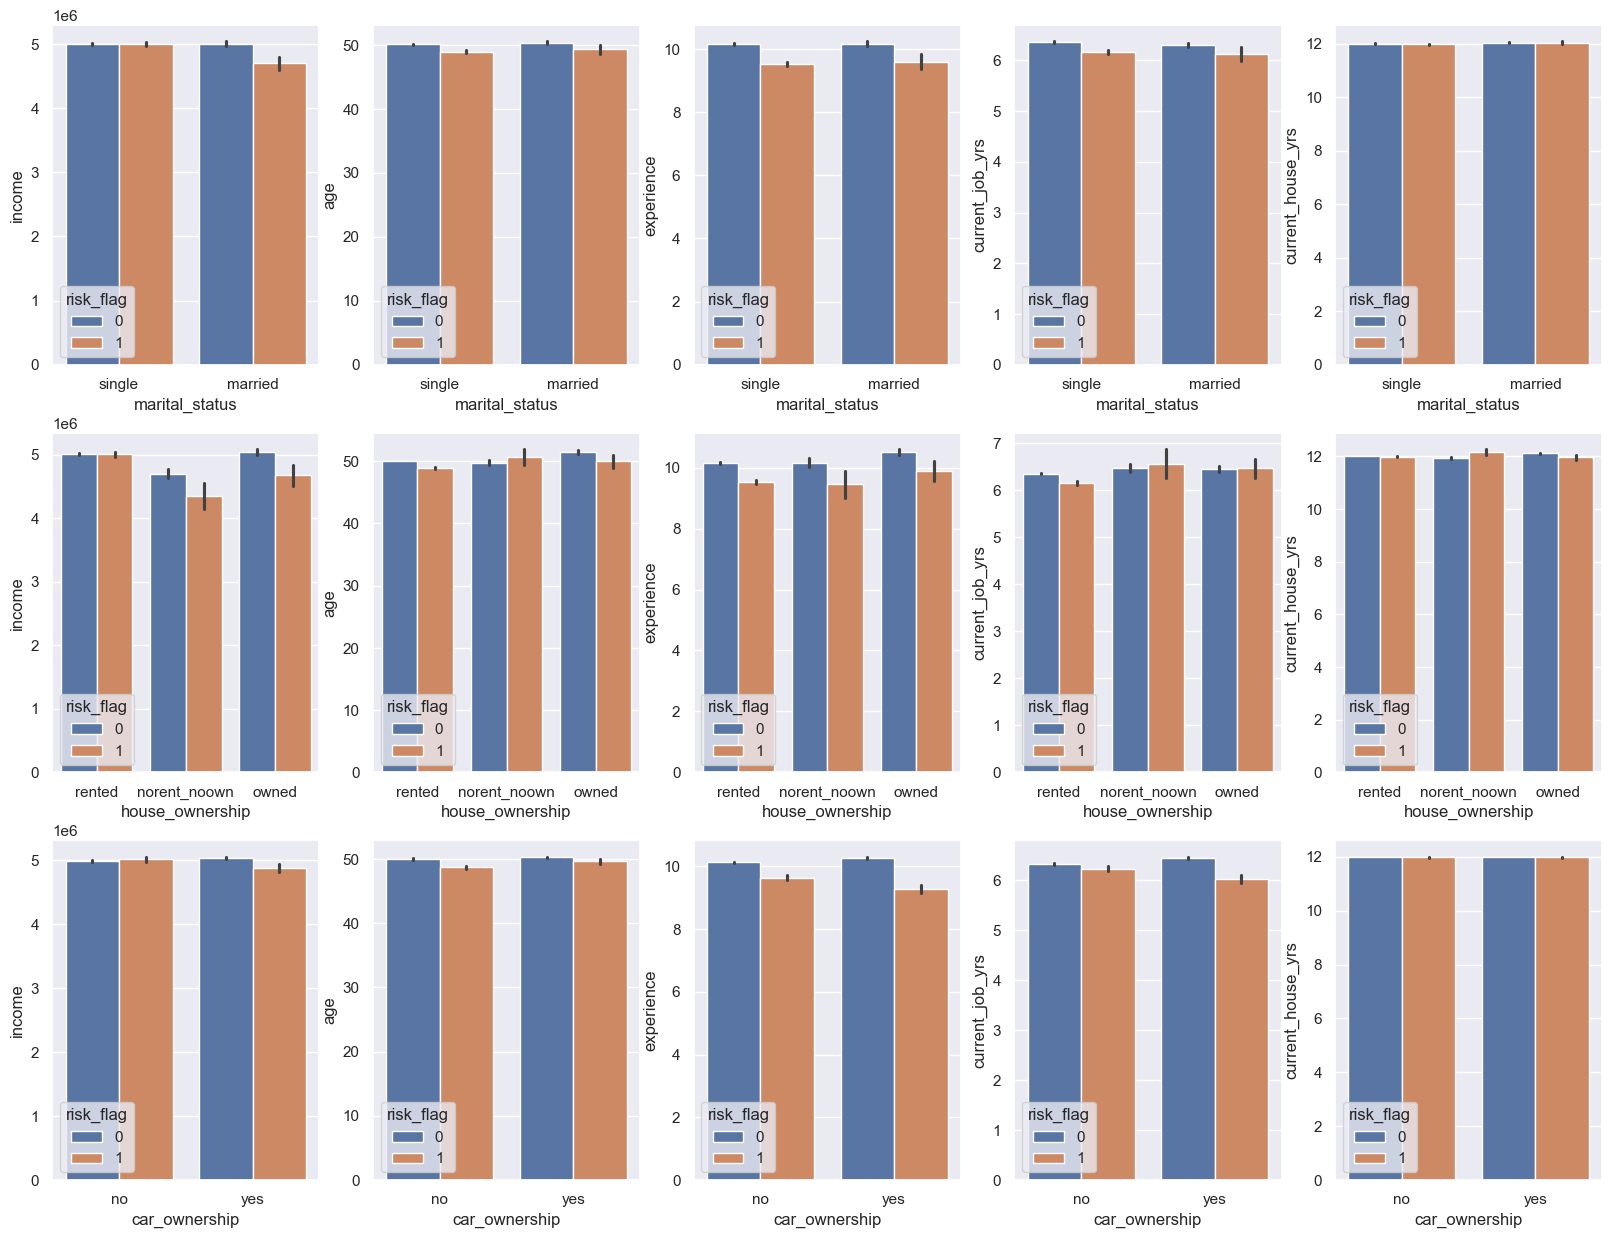 1e6
5
4
3
2
1
0
income
risk_flag
0
1
single married
marital_status
50
40
30
20
10
0
age
risk_flag
0
1
single married
marital_status
10
8
6
4
2
0
experience
risk_flag
0
1
single married
marital_status
6
5
4
3
2
1
0
current_job_yrs
risk_flag
0
1
single married
marital_status
12
10
8
6
4
2
0
current_house_yrs
risk_flag
0
1
single married
marital_status
1e6
5
4
3
2
1
0
income
risk_flag
0
1
rented norent_noown owned
house_ownership
50
40
30
20
10
0
age
risk_flag
0
1
rented norent_noown owned
house_ownership
10
8
6
4
2
0
experience
risk_flag
0
1
rented norent_noown owned
house_ownership
7
6
5
4
3
2
1
0
current_job_yrs
risk_flag
0
1
rented norent_noown owned
house_ownership
12
10
8
6
4
2
0
current_house_yrs
risk_flag
0
1
rented norent_noown owned
house_ownership
1e6
5
4
3
2
1
0
income
risk_flag
0
1
no yes
car_ownership
50
40
30
20
10
0
age
risk_flag
0
1
no yes
car_ownership
10
8
6
4
2
0
experience
risk_flag
0
1
no yes
car_ownership
6
5
4
3
2
1
0
current_job_yrs
risk_flag
0
1
no yes
car_ownership
12
10
8
6
4
2
0
current_house_yrs
risk_flag
0
1
no yes
car_ownership